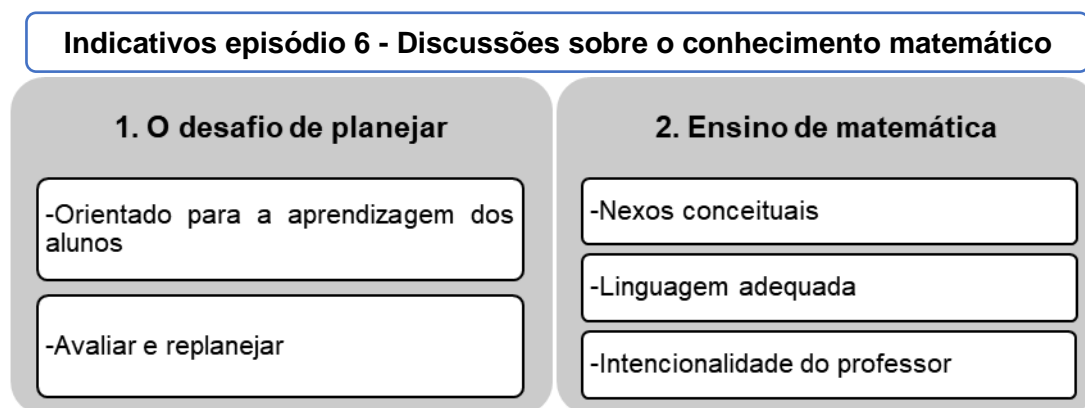 Indicativos episódio 6 - Discussões sobre o conhecimento matemático
1. O desafio de planejar
-Orientado para a aprendizagem dos
alunos
-Avaliar e replanejar
2. Ensino de matemática
-Nexos conceituais
-Linguagem adequada
-Intencionalidade do professor